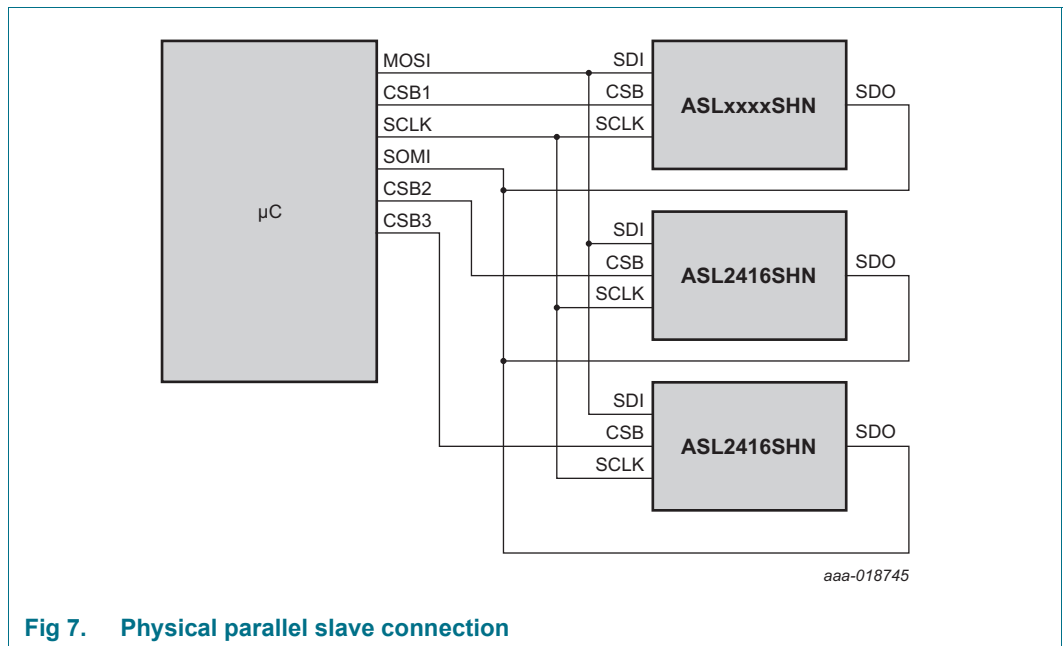 MOSI
CSB1
SCLK
SOMI
CSB2
CSB3
µC
SDI
CSB
SCLK
ASLxxxxSHN
SDO
SDI
CSB
SCLK
ASL2416SHN
SDO
SDI
CSB
SCLK
ASL2416SHN
SDO
aaa-018745
Fig 7. Physical parallel slave connection